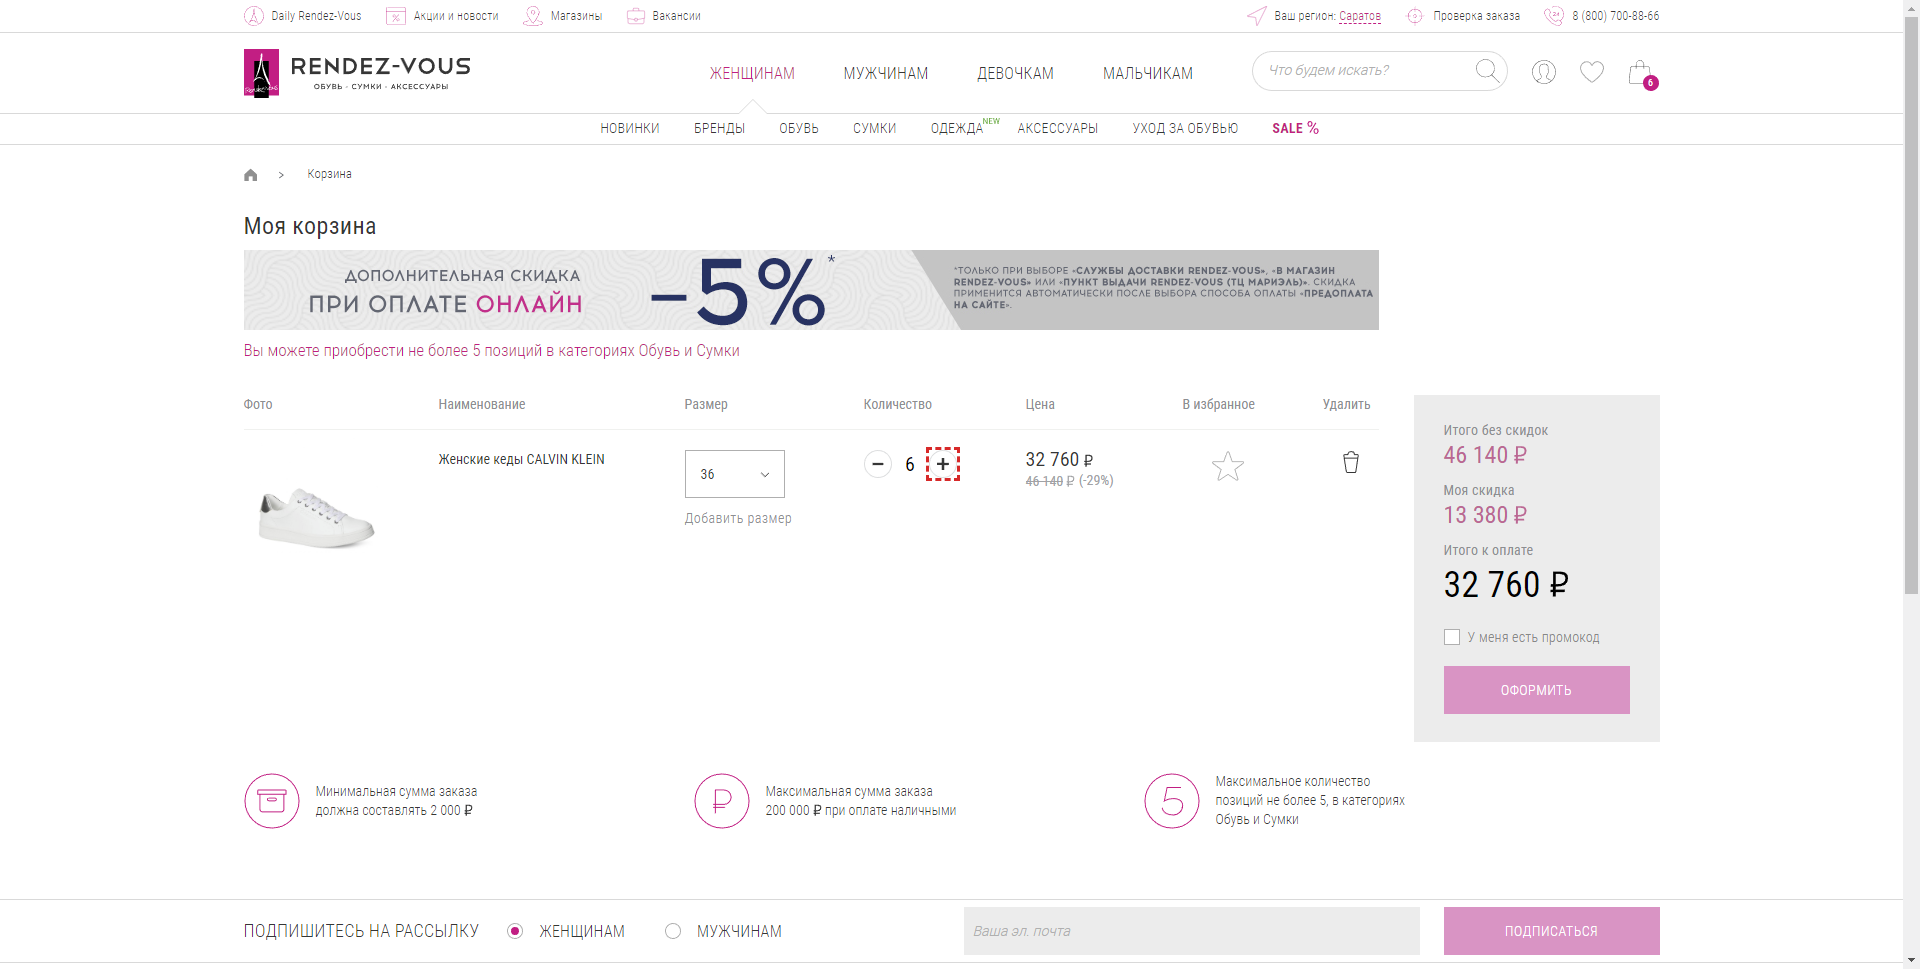 Daily Rendez-Vous
Акции и новости
Магазины
Вакансии
Ваш регион: Саратов
Проверка заказа
8 (800) 700-88-66
RENDEZ-VOUS
ОБУВЬ · СУМКИ · АКСЕССУАРЫ
ЖЕНЩИНАМ
МУЖЧИНАМ
ДЕВОЧКАМ
МАЛЬЧИКАМ
Что будем искать?
6
НОВИНКИ
БРЕНДЫ
ОБУВЬ
СУМКИ
ОДЕЖДА NEW
АКСЕССУАРЫ
УХОД ЗА ОБУВЬЮ
SALE %
> Корзина
Моя корзина
ДОПОЛНИТЕЛЬНАЯ СКИДКА
ПРИ ОПЛАТЕ ОНЛАЙН
-5%*
*ТОЛЬКО ПРИ ВЫБОРЕ «СЛУЖБЫ ДОСТАВКИ RENDEZ-VOUS», «В МАГАЗИН
RENDEZ-VOUS» ИЛИ «ПУНКТ ВЫДАЧИ RENDEZ-VOUS (ТЦ МАРИЭЛЬ)». СКИДКА
ПРИМЕНИТСЯ АВТОМАТИЧЕСКИ ПОСЛЕ ВЫБОРА СПОСОБА ОПЛАТЫ «ПРЕДОПЛАТА
НА САЙТЕ».
Вы можете приобрести не более 5 позиций в категориях Обувь и Сумки
Фото
Наименование
Размер
Количество
Цена
В избранное
Удалить
Женские кеды CALVIN KLEIN
36
Добавить размер
− 6 +
32 760 ₽
46 140 ₽ (-29%)
Итого без скидок
46 140 ₽
Моя скидка
13 380 ₽
Итого к оплате
32 760 ₽
У меня есть промокод
ОФОРМИТЬ
Минимальная сумма заказа
должна составлять 2 000 ₽
₽
Максимальная сумма заказа
200 000 ₽ при оплате наличными
5
Максимальное количество
позиций не более 5, в категориях
Обувь и Сумки
ПОДПИШИТЕСЬ НА РАССЫЛКУ
ЖЕНЩИНАМ
МУЖЧИНАМ
Ваша эл. почта
ПОДПИСАТЬСЯ